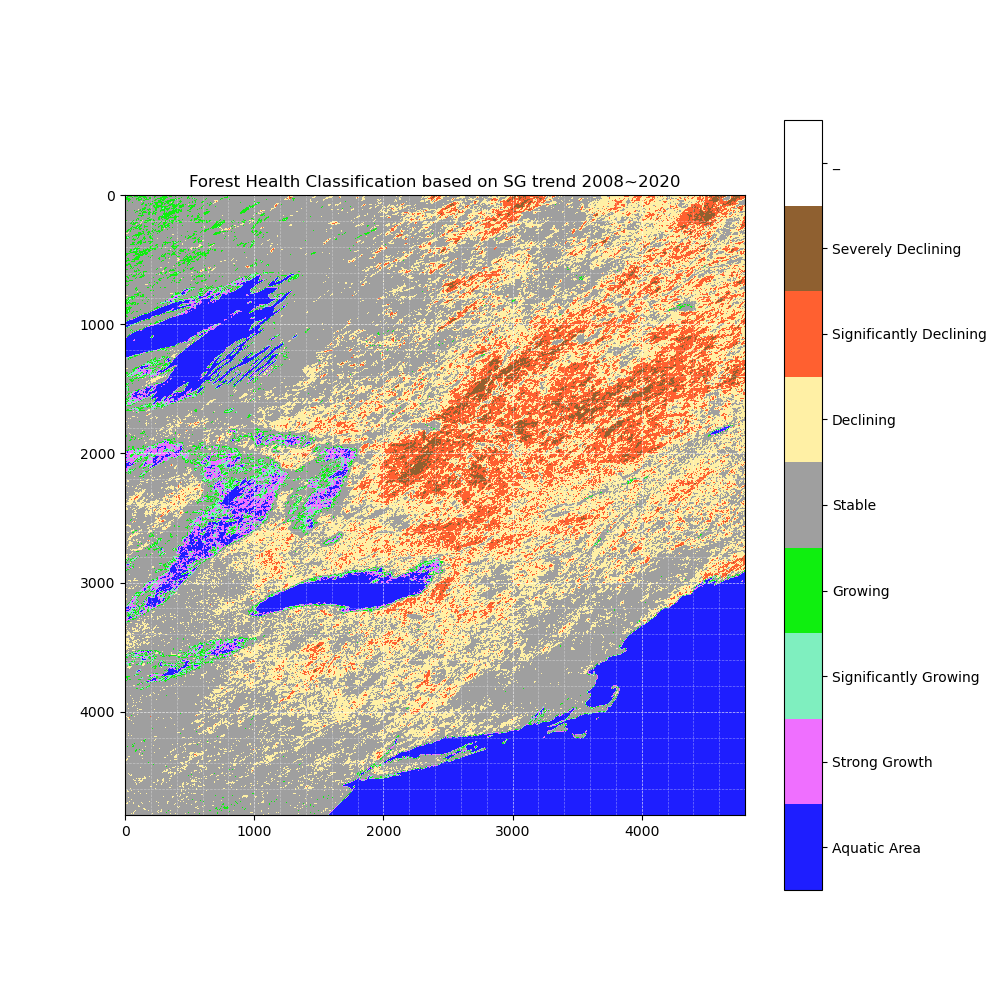 Forest Health Classification based on SG trend 2008~2020
0
1000
2000
3000
4000
0
1000
2000
3000
4000
–
Severely Declining
Significantly Declining
Declining
Stable
Growing
Significantly Growing
Strong Growth
Aquatic Area